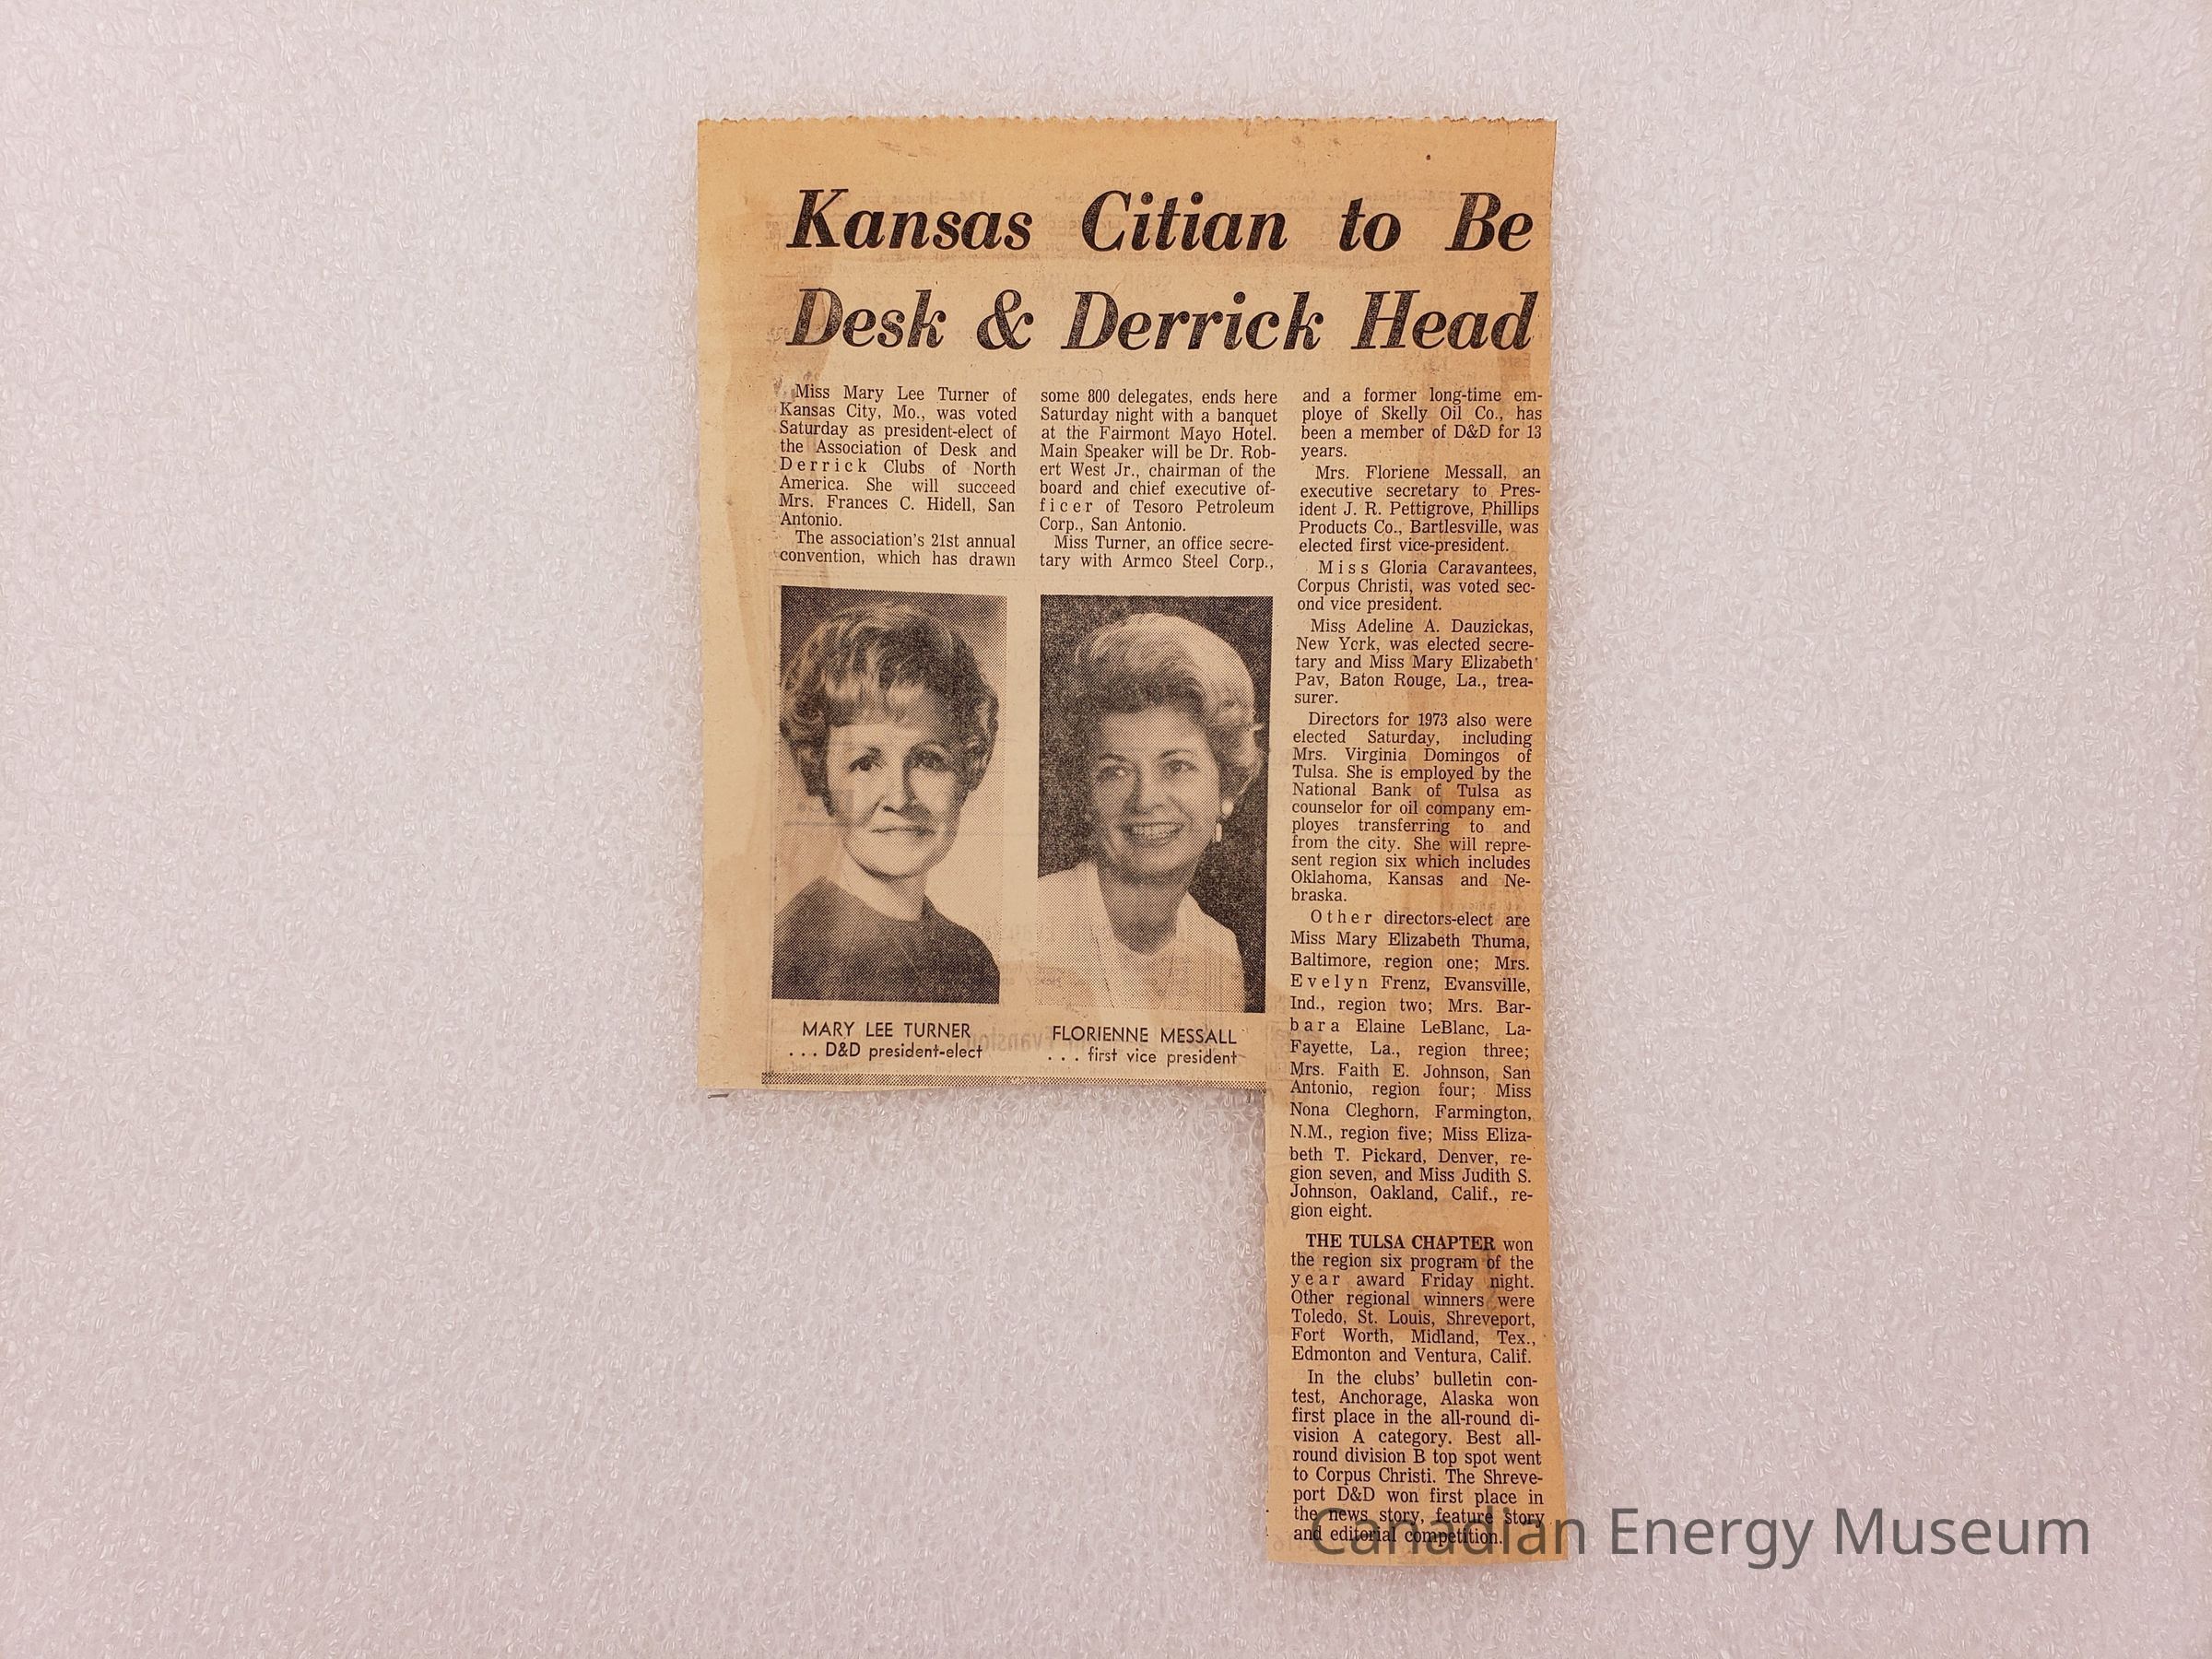 Kansas Citian to Be
Desk & Derrick Head
Miss Mary Lee Turner of
Kansas City, Mo., was voted
Saturday as president-elect of
the Association of Desk and
Derrick Clubs of North
America. She will succeed
Mrs. Frances C. Hidell, San
Antonio.
The association's 21st annual
convention, which has drawn
some 800 delegates, ends here
Saturday night with a banquet
at the Fairmont Mayo Hotel.
Main Speaker will be Dr. Rob-
ert West Jr., chairman of the
board and chief executive of-
ficer of Tesoro Petroleum
Corp., San Antonio.
Miss Turner, an office secre-
tary with Armco Steel Corp.,
and a former long-time em-
ploye of Skelly Oil Co., has
been a member of D&D for 13
years.
Mrs. Floriene Messall, an
executive secretary to Pres-
ident J. R. Pettigrove, Phillips
Products Co., Bartlesville, was
elected first vice-president.
Miss Gloria Caravantees,
Corpus Christi, was voted sec-
ond vice president.
Miss Adeline A. Dauzickas,
New York, was elected secre-
tary and Miss Mary Elizabeth
Pav, Baton Rouge, La., trea-
surer.
Directors for 1973 also were
elected Saturday, including
Mrs. Virginia Domingos of
Tulsa. She is employed by the
National Bank of Tulsa as
counselor for oil company em-
ployes transferring to and
from the city. She will repre-
sent region six which includes
Oklahoma, Kansas and Ne-
braska.
Other directors-elect are
Miss Mary Elizabeth Thuma,
Baltimore, region one; Mrs.
Evelyn Frenz, Evansville,
Ind., region two; Mrs. Bar-
bara Elaine LeBlanc, La-
Fayette, La., region three;
Mrs. Faith E. Johnson, San
Antonio, region four; Miss
Nona Cleghorn, Farmington,
N.M., region five; Miss Eliza-
beth T. Pickard, Denver, re-
gion seven, and Miss Judith S.
Johnson, Oakland, Calif., re-
gion eight.
THE TULSA CHAPTER won
the region six program of the
year award Friday night.
Other regional winners were
Toledo, St. Louis, Shreveport,
Fort Worth, Midland, Tex.,
Edmonton and Ventura, Calif.
In the clubs' bulletin con-
test, Anchorage, Alaska won
first place in the all-round di-
vision A category. Best all-
round division B top spot went
to Corpus Christi. The Shreve-
port D&D won first place in
the news story, feature story
and editorial competition.
MARY LEE TURNER
. . . D&D president-elect
FLORIENNE MESSALL
. . . first vice president
Canadian Energy Museum